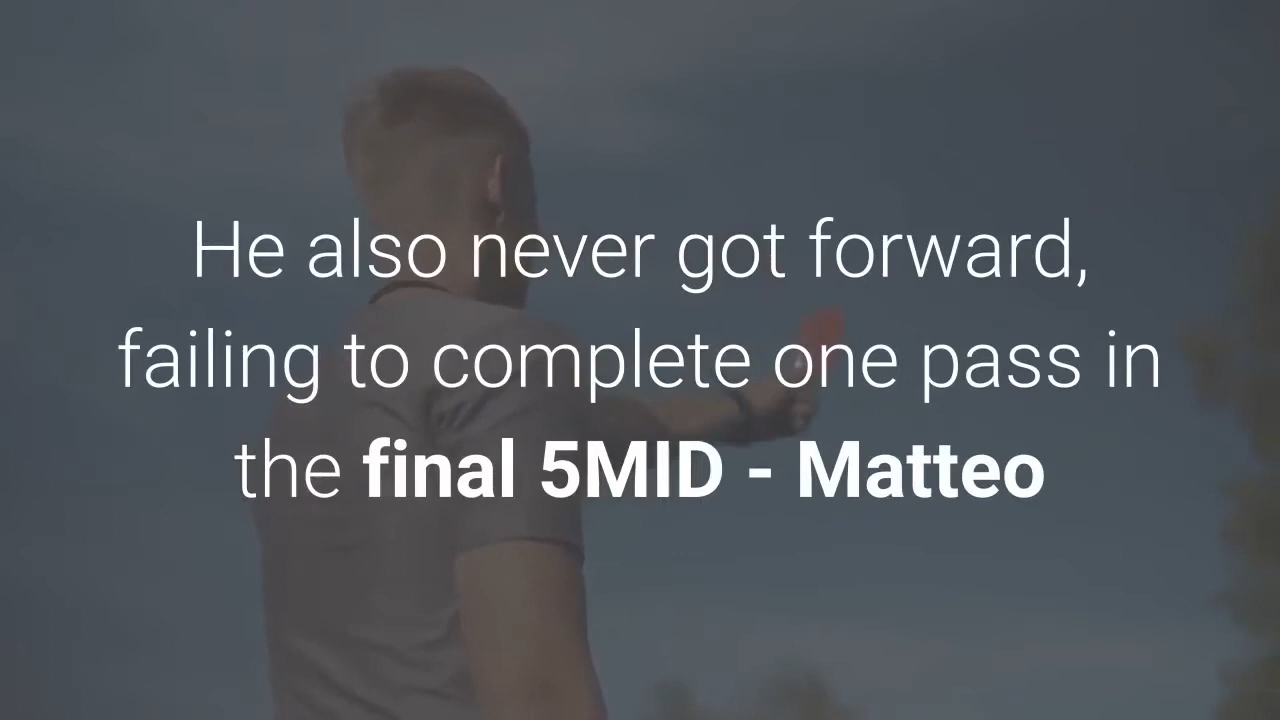 He also never got forward,
failing to complete one pass in
the final 5MID - Matteo